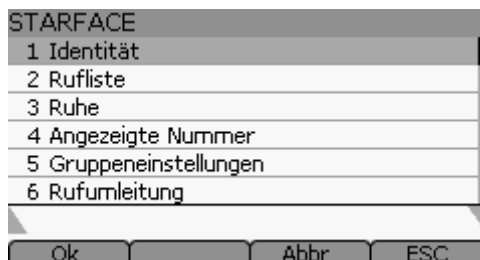 STARFACE
1 Identität
2 Rufliste
3 Ruhe
4 Angezeigte Nummer
5 Gruppeneinstellungen
6 Rufumleitung
Ok Abbr ESC